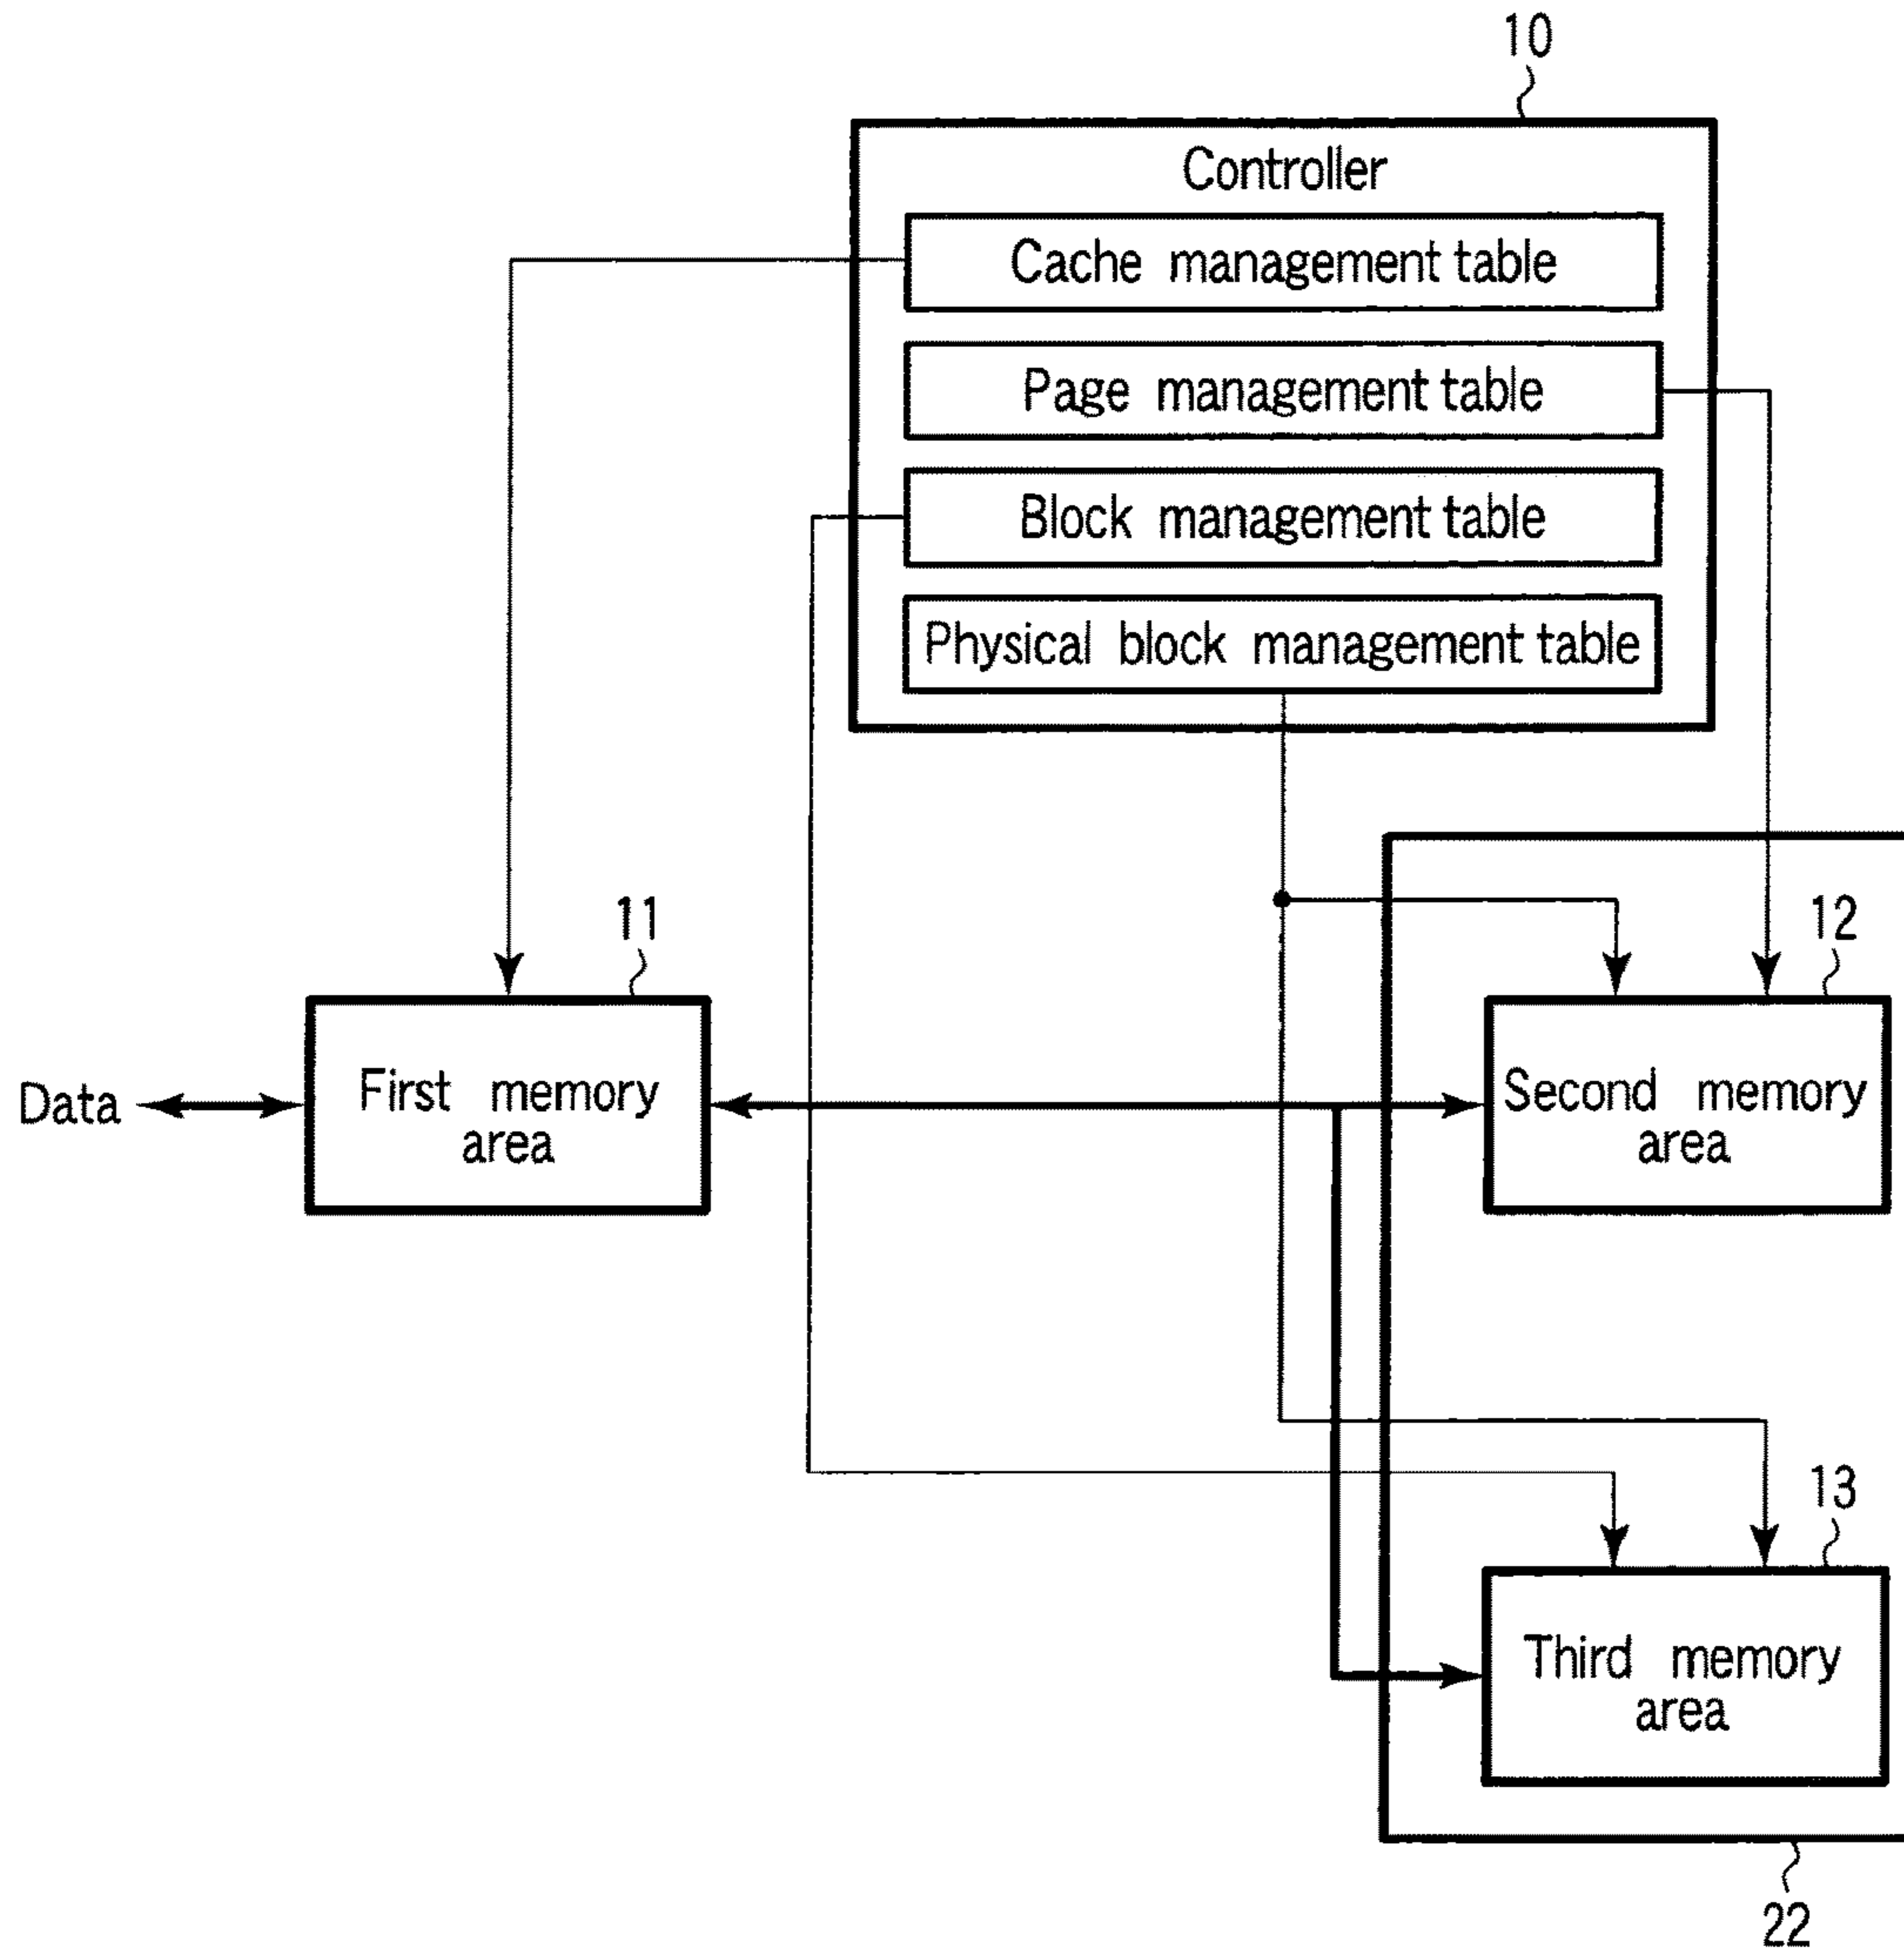 10
Controller
Cache management table
Page management table
Block management table
Physical block management table
11
12
Data
First memory
area
Second memory
area
13
Third memory
area
22